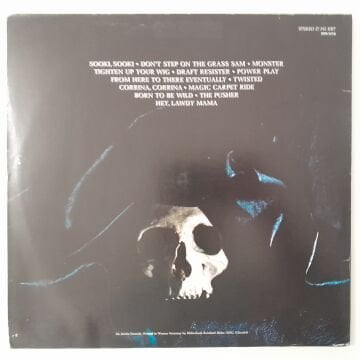 STEREO
SOOKI, SOOKI • DON'T STEP ON THE GRASS SAM • MONSTER
TIGHTEN UP YOUR WIG • DRAFT RESISTER • POWER PLAY
FROM HERE TO THERE EVENTUALLY • TWISTED
CORRINA, CORRINA • MAGIC CARPET RIDE
BORN TO BE WILD • THE PUSHER
HEY, LAWDY MAMA